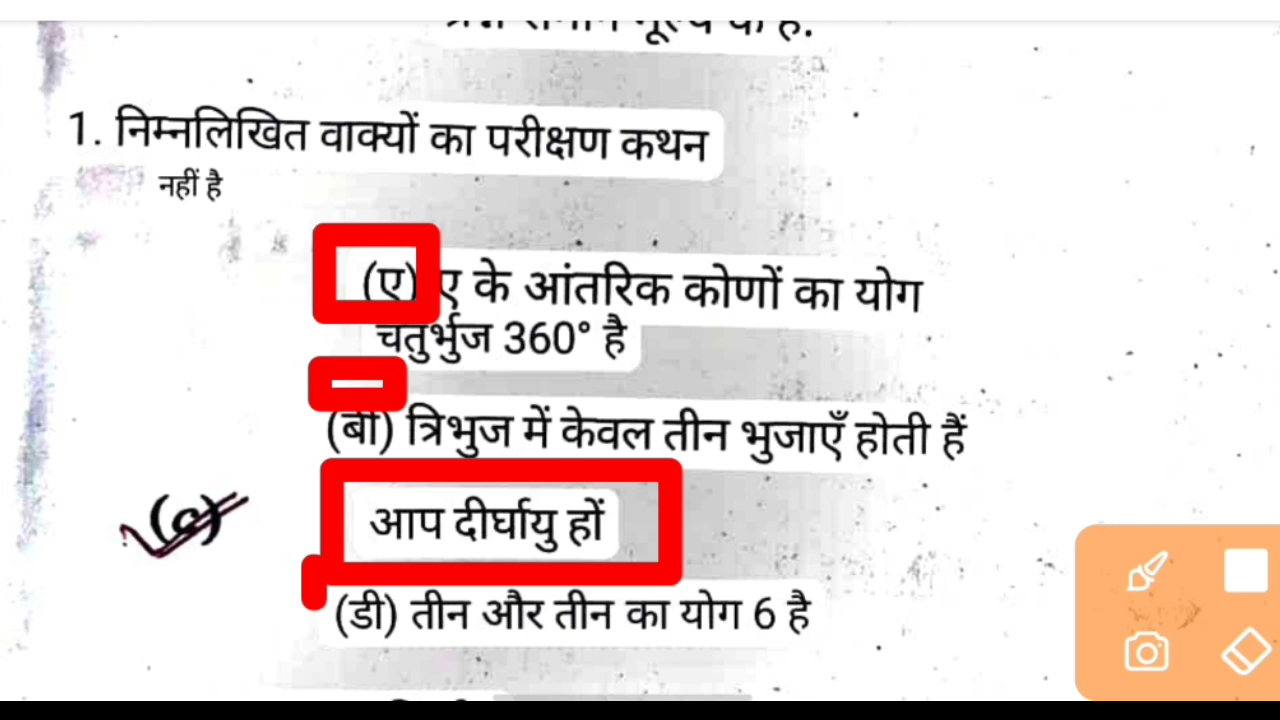 1. निम्नलिखित वाक्यों का परीक्षण कथन
नहीं है
(ए) ए के आंतरिक कोणों का योग
चतुर्भुज 360° है
(बी) त्रिभुज में केवल तीन भुजाएँ होती हैं
(c) आप दीर्घायु हों
(डी) तीन और तीन का योग 6 है